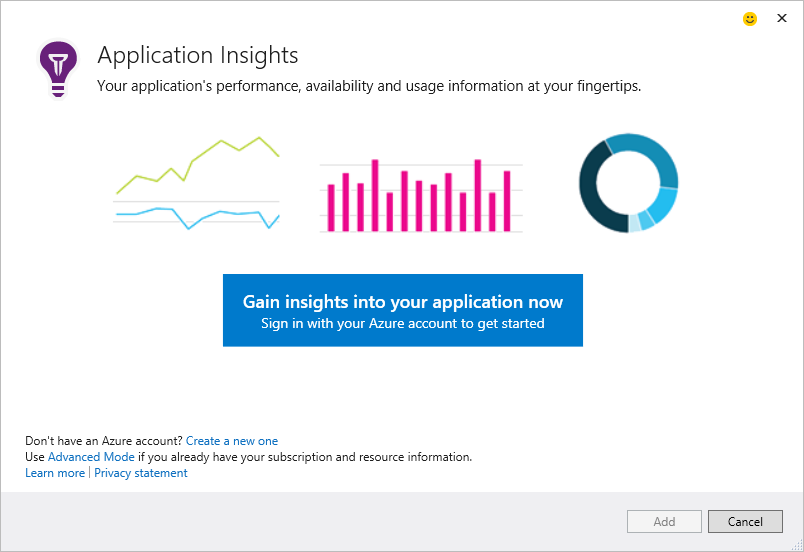 Application Insights
Your application's performance, availability and usage information at your fingertips.
Gain insights into your application now
Sign in with your Azure account to get started
Don't have an Azure account? Create a new one
Use Advanced Mode if you already have your subscription and resource information.
Learn more | Privacy statement
Add
Cancel